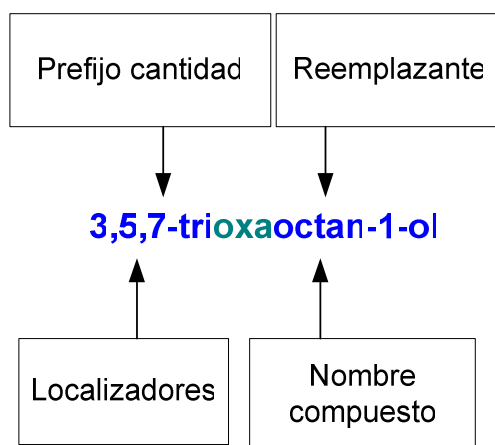 Prefijo cantidad
Reemplazante
3,5,7-trioxaoctan-1-ol
Localizadores
Nombre
compuesto